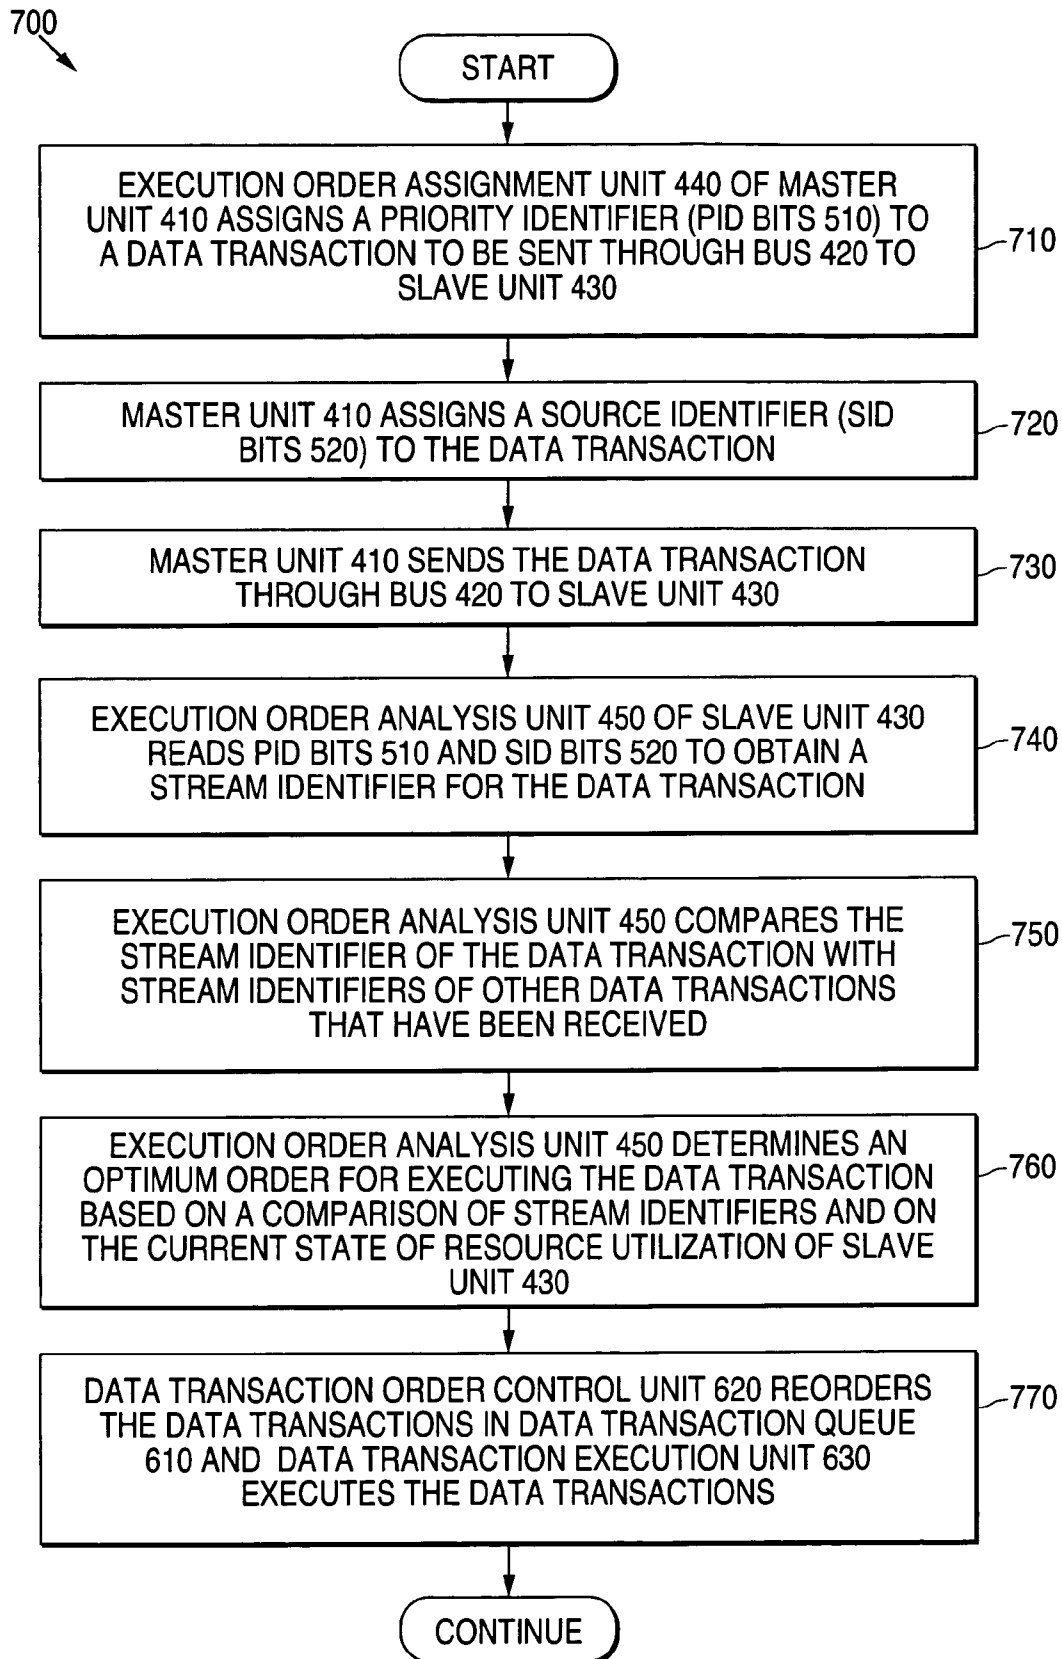 700
START
EXECUTION ORDER ASSIGNMENT UNIT 440 OF MASTER
UNIT 410 ASSIGNS A PRIORITY IDENTIFIER (PID BITS 510) TO
A DATA TRANSACTION TO BE SENT THROUGH BUS 420 TO
SLAVE UNIT 430
710
MASTER UNIT 410 ASSIGNS A SOURCE IDENTIFIER (SID
BITS 520) TO THE DATA TRANSACTION
720
MASTER UNIT 410 SENDS THE DATA TRANSACTION
THROUGH BUS 420 TO SLAVE UNIT 430
730
EXECUTION ORDER ANALYSIS UNIT 450 OF SLAVE UNIT 430
READS PID BITS 510 AND SID BITS 520 TO OBTAIN A
STREAM IDENTIFIER FOR THE DATA TRANSACTION
740
EXECUTION ORDER ANALYSIS UNIT 450 COMPARES THE
STREAM IDENTIFIER OF THE DATA TRANSACTION WITH
STREAM IDENTIFIERS OF OTHER DATA TRANSACTIONS
THAT HAVE BEEN RECEIVED
750
EXECUTION ORDER ANALYSIS UNIT 450 DETERMINES AN
OPTIMUM ORDER FOR EXECUTING THE DATA TRANSACTION
BASED ON A COMPARISON OF STREAM IDENTIFIERS AND ON
THE CURRENT STATE OF RESOURCE UTILIZATION OF SLAVE
UNIT 430
760
DATA TRANSACTION ORDER CONTROL UNIT 620 REORDERS
THE DATA TRANSACTIONS IN DATA TRANSACTION QUEUE
610 AND DATA TRANSACTION EXECUTION UNIT 630
EXECUTES THE DATA TRANSACTIONS
770
CONTINUE